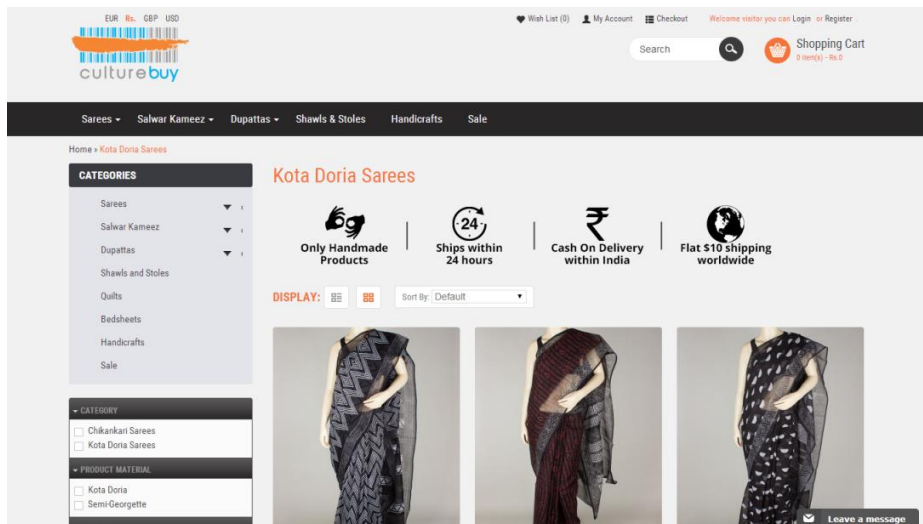 EUR Rs. GBP USD
Wish List (0) My Account Checkout Welcome visitor you can Login or Register .
culturebuy
Search
Shopping Cart
0 item(s) - Rs.0
Sarees Salwar Kameez Dupattas Shawls & Stoles Handicrafts Sale
Home » Kota Doria Sarees
CATEGORIES
Sarees
Salwar Kameez
Dupattas
Shawls and Stoles
Quilts
Bedsheets
Handicrafts
Sale
CATEGORY
Chikankari Sarees
Kota Doria Sarees
PRODUCT MATERIAL
Kota Doria
Semi-Georgette
Kota Doria Sarees
Only Handmade
Products
24
Ships within
24 hours
₹
Cash On Delivery
within India
Flat $10 shipping
worldwide
DISPLAY:
Sort By: Default
Leave a message